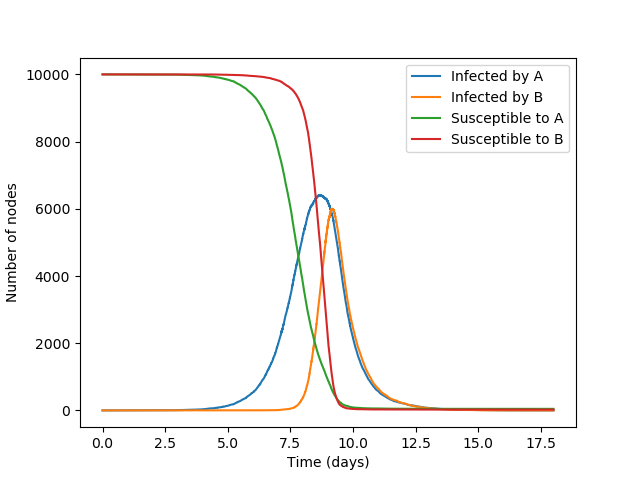 10000
8000
6000
4000
2000
0
Number of nodes
Infected by A
Infected by B
Susceptible to A
Susceptible to B
0.0 2.5 5.0 7.5 10.0 12.5 15.0 17.5
Time (days)